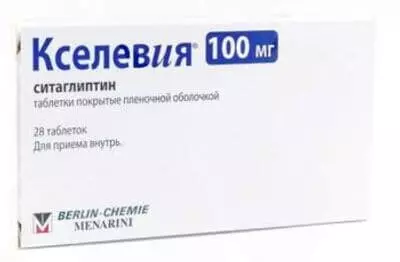 Кселевия® 100 мг
ситаглиптин
таблетки покрытые пленочной оболочкой
28 таблеток
Для приема внутрь.
BERLIN-CHEMIE
MENARINI